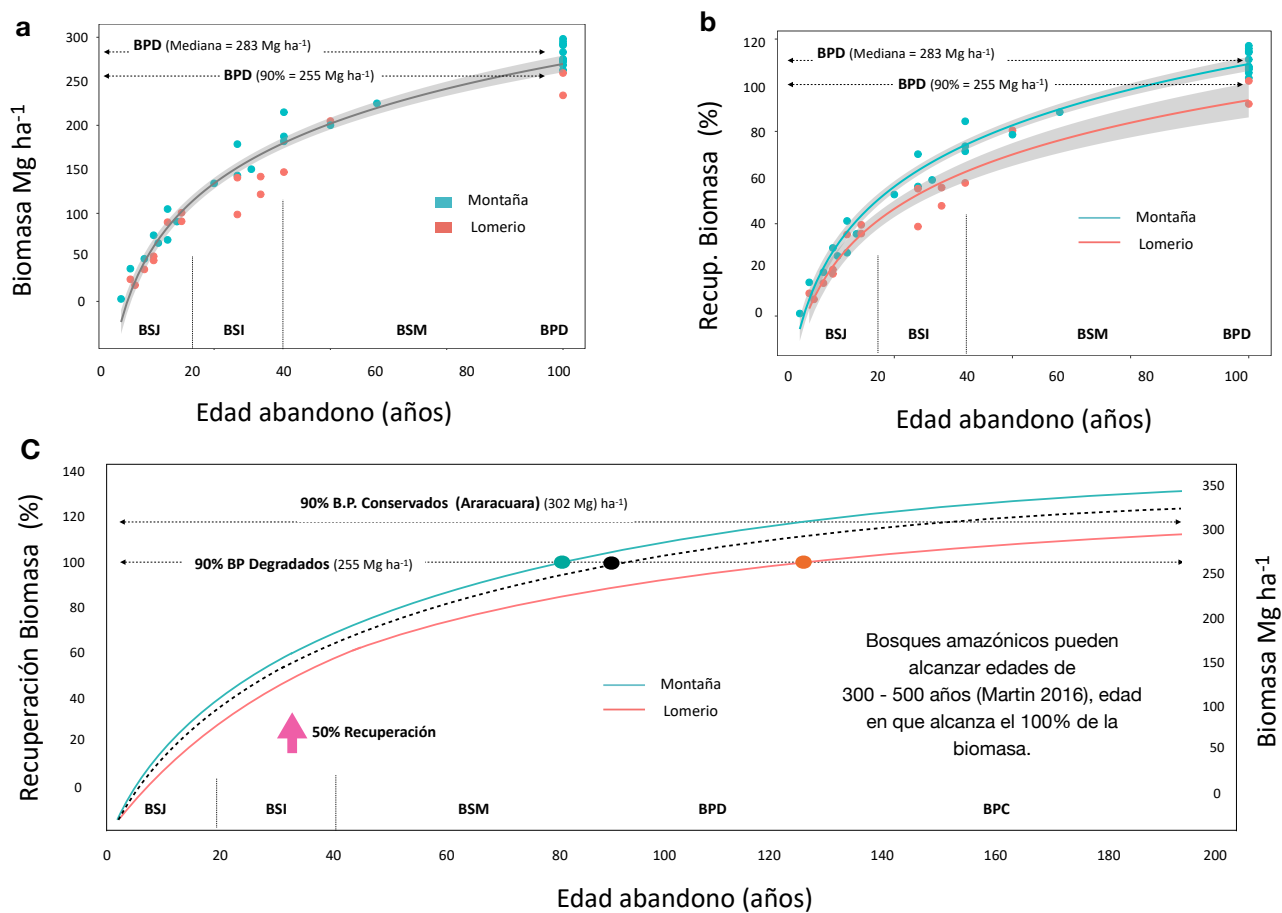 a
Biomasa Mg ha⁻¹
300
250
200
150
100
50
0
BPD (Mediana = 283 Mg ha⁻¹)
BPD (90% = 255 Mg ha⁻¹)
Montaña
Lomerio
BSJ
BSI
BSM
BPD
0
20
40
60
80
100
Edad abandono (años)
b
Recup. Biomasa (%)
120
100
80
60
40
20
0
BPD (Mediana = 283 Mg ha⁻¹)
BPD (90% = 255 Mg ha⁻¹)
Montaña
Lomerio
BSJ
BSI
BSM
BPD
0
20
40
60
80
100
Edad abandono (años)
C
Recuperación Biomasa (%)
140
120
100
80
60
40
20
0
90% B.P. Conservados (Araracuara) (302 Mg) ha⁻¹)
90% BP Degradados (255 Mg ha⁻¹)
Montaña
Lomerio
50% Recuperación
Bosques amazónicos pueden
alcanzar edades de
300 - 500 años (Martin 2016), edad
en que alcanza el 100% de la
biomasa.
BSJ
BSI
BSM
BPD
BPC
350
300
250
200
150
100
50
0
Biomasa Mg ha⁻¹
0
20
40
60
80
100
120
140
160
180
200
Edad abandono (años)